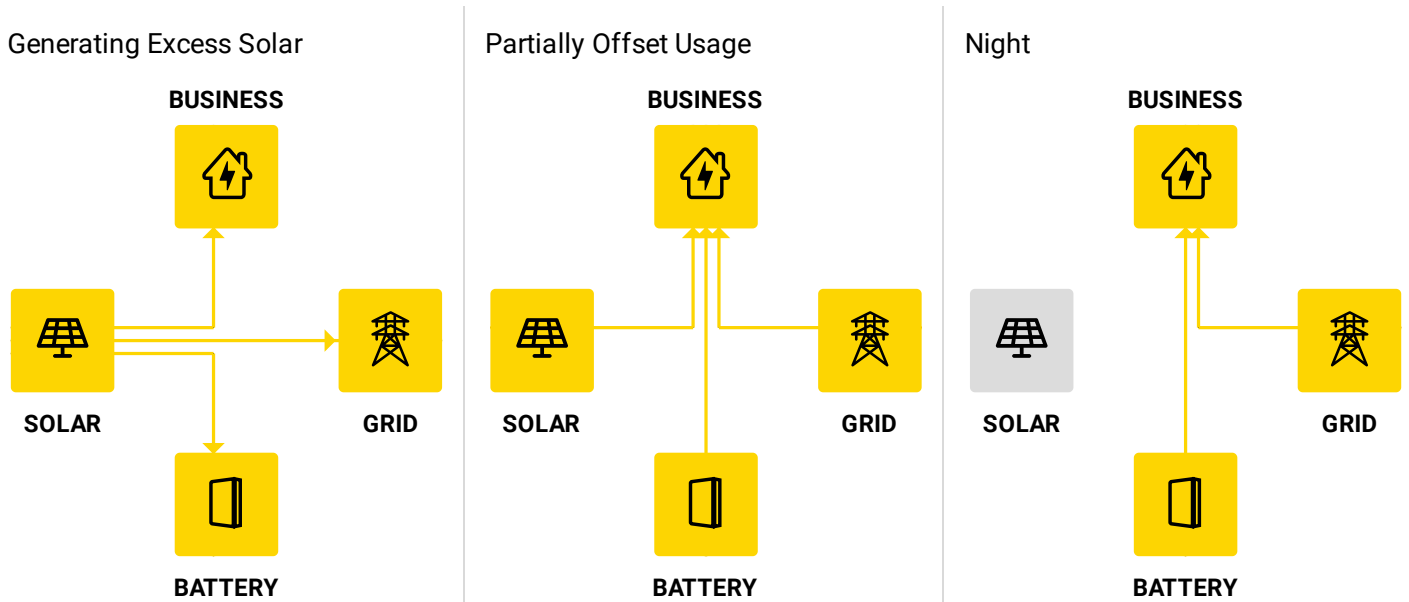 Generating Excess Solar
BUSINESS
SOLAR
GRID
BATTERY
Partially Offset Usage
BUSINESS
SOLAR
GRID
BATTERY
Night
BUSINESS
SOLAR
GRID
BATTERY